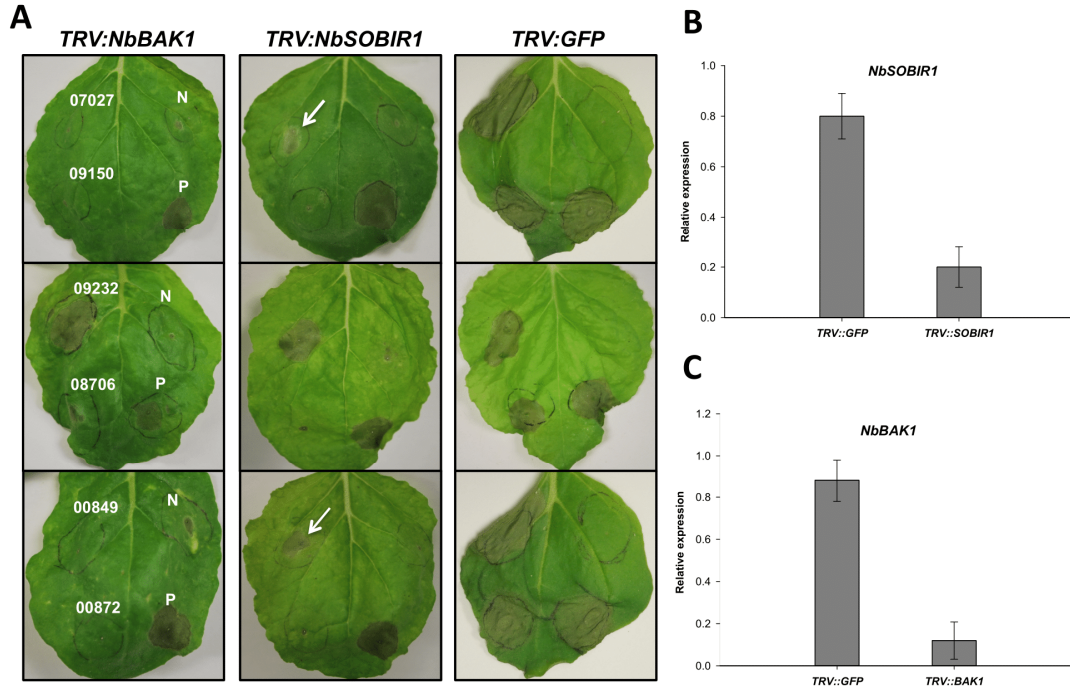 A
TRV:NbBAK1 TRV:NbSOBIR1 TRV:GFP
07027 N
09150 P
09232 N
08706 P
00849 N
00872 P
B
NbSOBIR1
1.0
0.8
0.6
0.4
0.2
0.0
Relative expression
TRV::GFP TRV::SOBIR1
C
NbBAK1
1.2
1.0
0.8
0.6
0.4
0.2
0.0
Relative expression
TRV::GFP TRV::BAK1